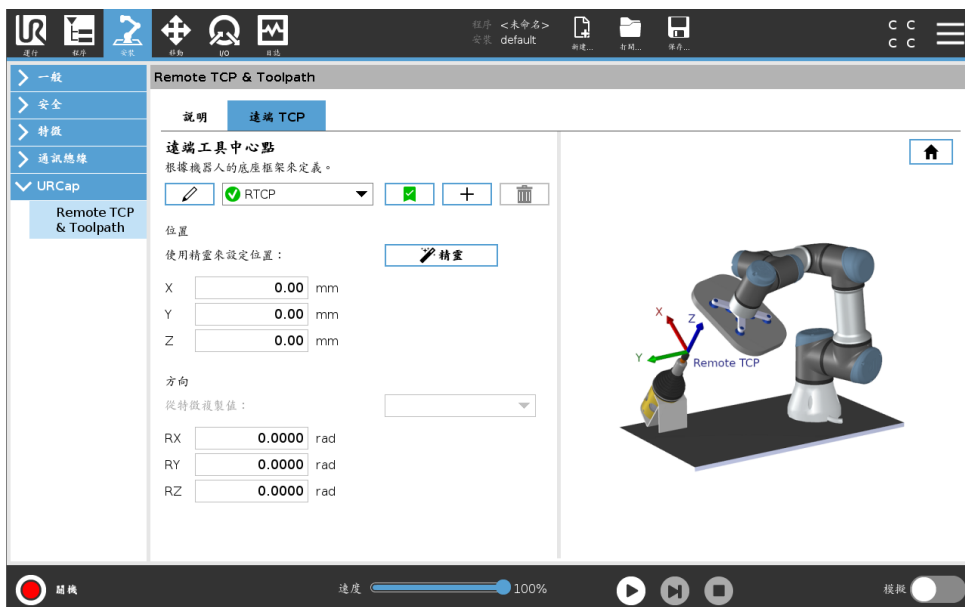 UR
運行
I/O
程序
安裝
移動
I/O
日誌
程序 <未命名>
安裝 default
新建...
打開...
保存...
C C
C C
一般
安全
特徵
通訊總線
URCap
Remote TCP
& Toolpath
Remote TCP & Toolpath
説明
遠端 TCP
遠端工具中心點
根據機器人的底座框架來定義。
RTCP
位置
使用精靈來設定位置：
精靈
X 0.00 mm
Y 0.00 mm
Z 0.00 mm
方向
從特徵複製值：
RX 0.0000 rad
RY 0.0000 rad
RZ 0.0000 rad
X
Z
Y
Remote TCP
關機
速度
100%
模擬